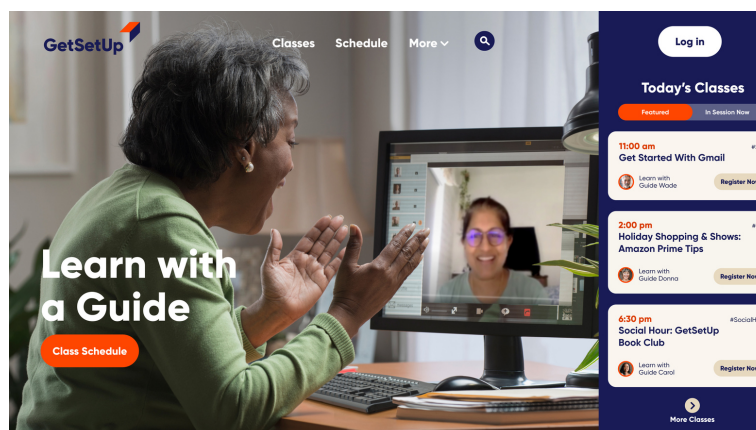 GetSetUp
Classes
Schedule
More
Log in
Learn with
a Guide
Class Schedule
Today's Classes
Featured
In Session Now
11:00 am
Get Started With Gmail
Learn with
Guide Wade
Register
2:00 pm
Holiday Shopping & Shows:
Amazon Prime Tips
Learn with
Guide Donna
Register
6:30 pm
Social Hour: GetSetUp
Book Club
Learn with
Guide Carol
Register
More Classes